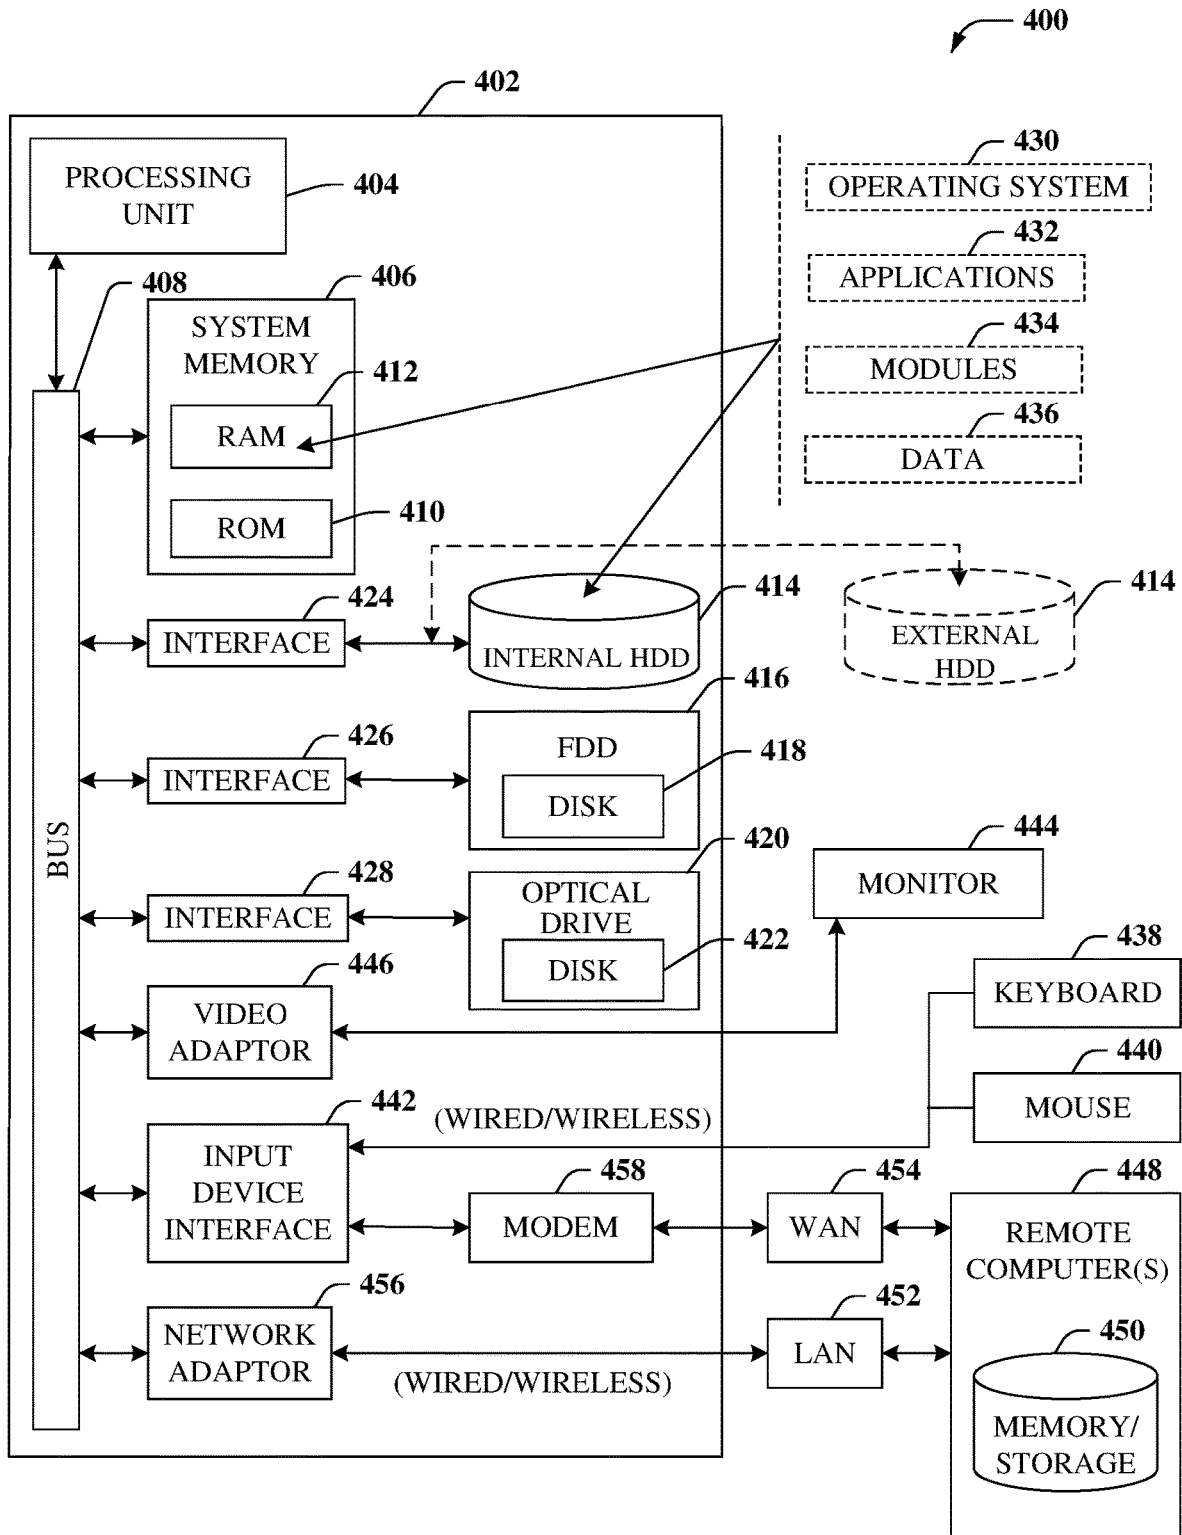 400
402
PROCESSING
UNIT
404
430
OPERATING SYSTEM
432
APPLICATIONS
434
MODULES
436
DATA
408
406
SYSTEM
MEMORY
412
RAM
410
ROM
424
INTERFACE
414
INTERNAL HDD
414
EXTERNAL
HDD
416
426
INTERFACE
FDD
418
DISK
BUS
420
428
INTERFACE
OPTICAL
DRIVE
422
DISK
444
MONITOR
446
VIDEO
ADAPTOR
438
KEYBOARD
440
MOUSE
442
(WIRED/WIRELESS)
INPUT
DEVICE
INTERFACE
458
MODEM
454
WAN
448
REMOTE
COMPUTER(S)
456
NETWORK
ADAPTOR
(WIRED/WIRELESS)
452
LAN
450
MEMORY/
STORAGE